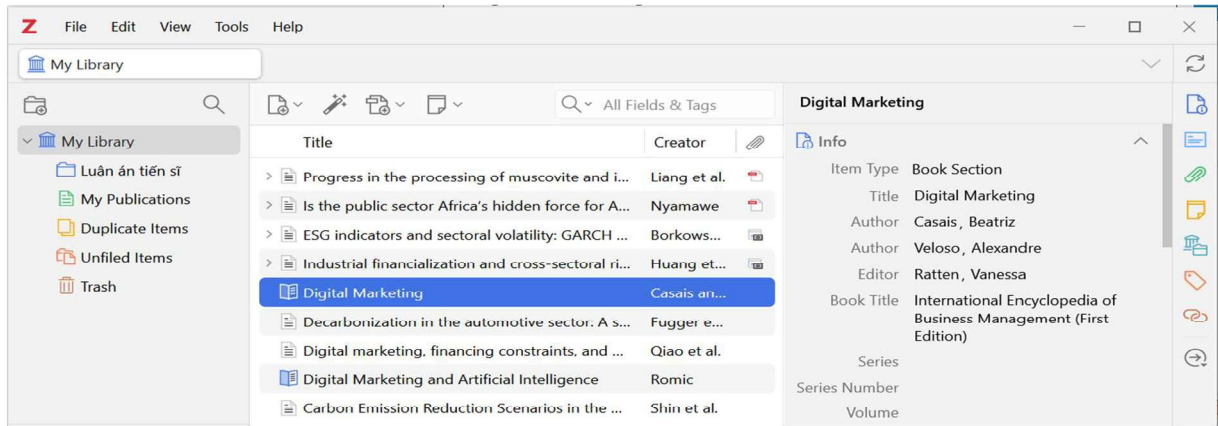 Z File Edit View Tools Help
My Library
All Fields & Tags
My Library
Luân án tiến sĩ
My Publications
Duplicate Items
Unfiled Items
Trash
Title Creator
Progress in the processing of muscovite and i... Liang et al.
Is the public sector Africa's hidden force for A... Nyamawe
ESG indicators and sectoral volatility: GARCH ... Borkows...
Industrial financialization and cross-sectoral ri... Huang et...
Digital Marketing Casais an...
Decarbonization in the automotive sector: A s... Fugger e...
Digital marketing, financing constraints, and ... Qiao et al.
Digital Marketing and Artificial Intelligence Romic
Carbon Emission Reduction Scenarios in the ... Shin et al.
Digital Marketing
Info
Item Type Book Section
Title Digital Marketing
Author Casais, Beatriz
Author Veloso, Alexandre
Editor Ratten, Vanessa
Book Title International Encyclopedia of
Business Management (First
Edition)
Series
Series Number
Volume